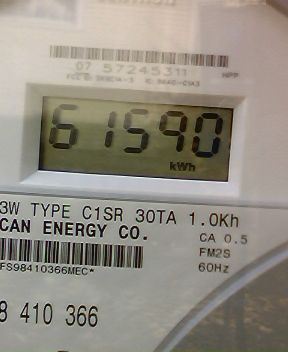 07 57245311
NPP
61590
kWh
3W TYPE C1SR 30TA 1.0Kh
CAN ENERGY CO.
CA 0.5
FM2S
60Hz
FS98410366MEC*
8 410 366